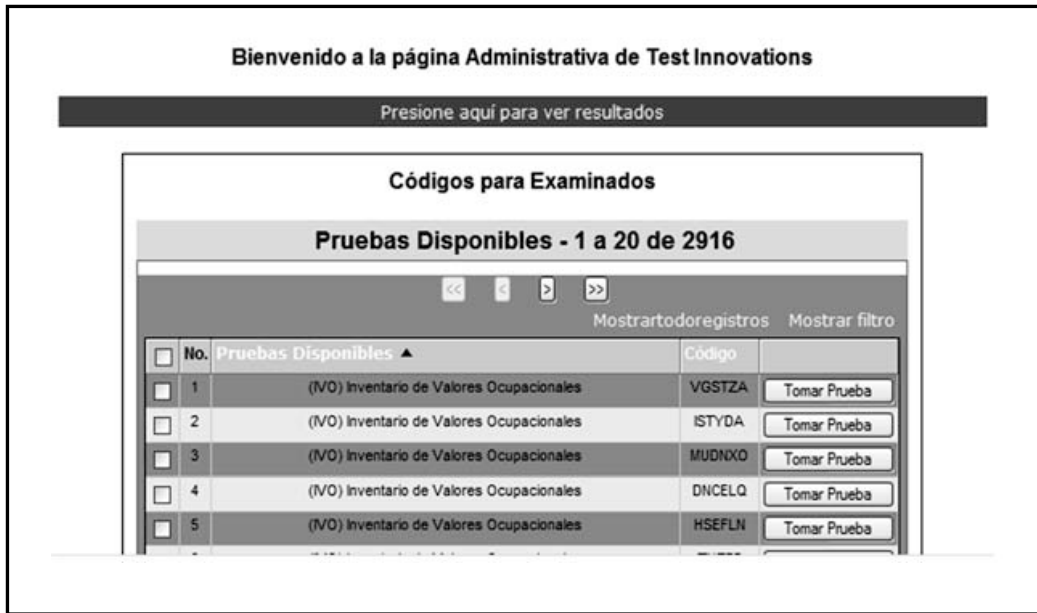 Bienvenido a la página Administrativa de Test Innovations
Presione aquí para ver resultados
Códigos para Examinados
Pruebas Disponibles - 1 a 20 de 2916
<< < > >>
Mostrartodoregistros Mostrar filtro
No. Pruebas Disponibles ▲ Código
1 (IVO) Inventario de Valores Ocupacionales VGSTZA Tomar Prueba
2 (IVO) Inventario de Valores Ocupacionales ISTYDA Tomar Prueba
3 (IVO) Inventario de Valores Ocupacionales MUDNXO Tomar Prueba
4 (IVO) Inventario de Valores Ocupacionales DNCELQ Tomar Prueba
5 (IVO) Inventario de Valores Ocupacionales HSEFLN Tomar Prueba